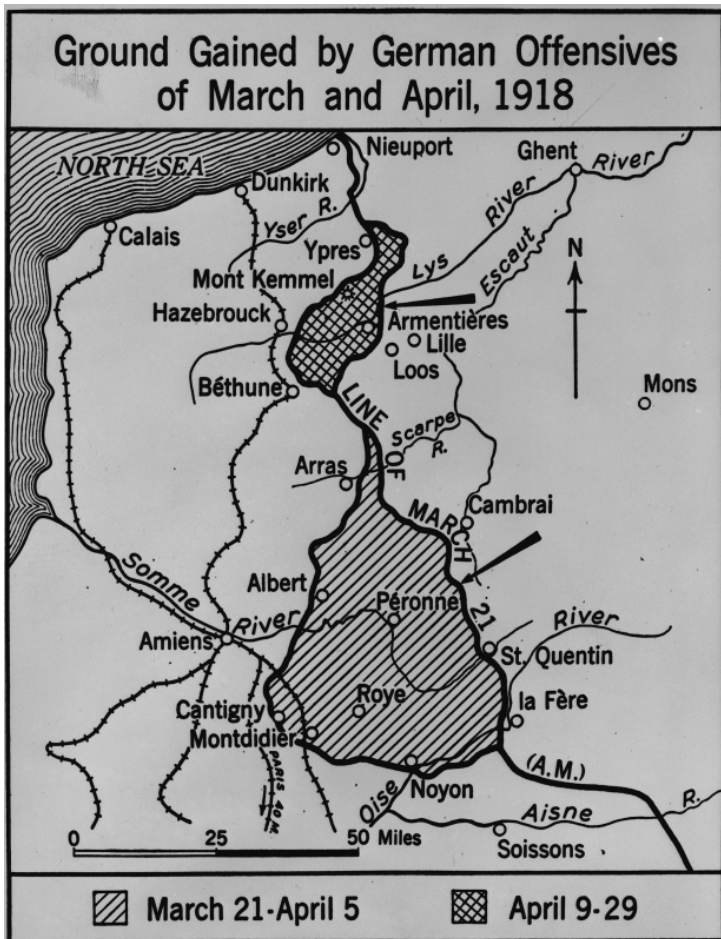 Ground Gained by German Offensives
of March and April, 1918
NORTH SEA
Nieuport
Ghent
River
Dunkirk
Calais
Yser R.
Ypres
Lys River
Escaut
N
Mont Kemmel
Hazebrouck
Armentières
Lille
Loos
Béthune
Mons
LINE OF MARCH 21
Scarpe
R.
Arras
Cambrai
Somme
River
Albert
Péronne
Amiens
River
St. Quentin
Cantigny
Roye
la Fère
Montdidier
PARIS 40 M.
Noyon
(A.M.)
Oise
Aisne
R.
Soissons
0
25
50
Miles
March 21-April 5
April 9-29